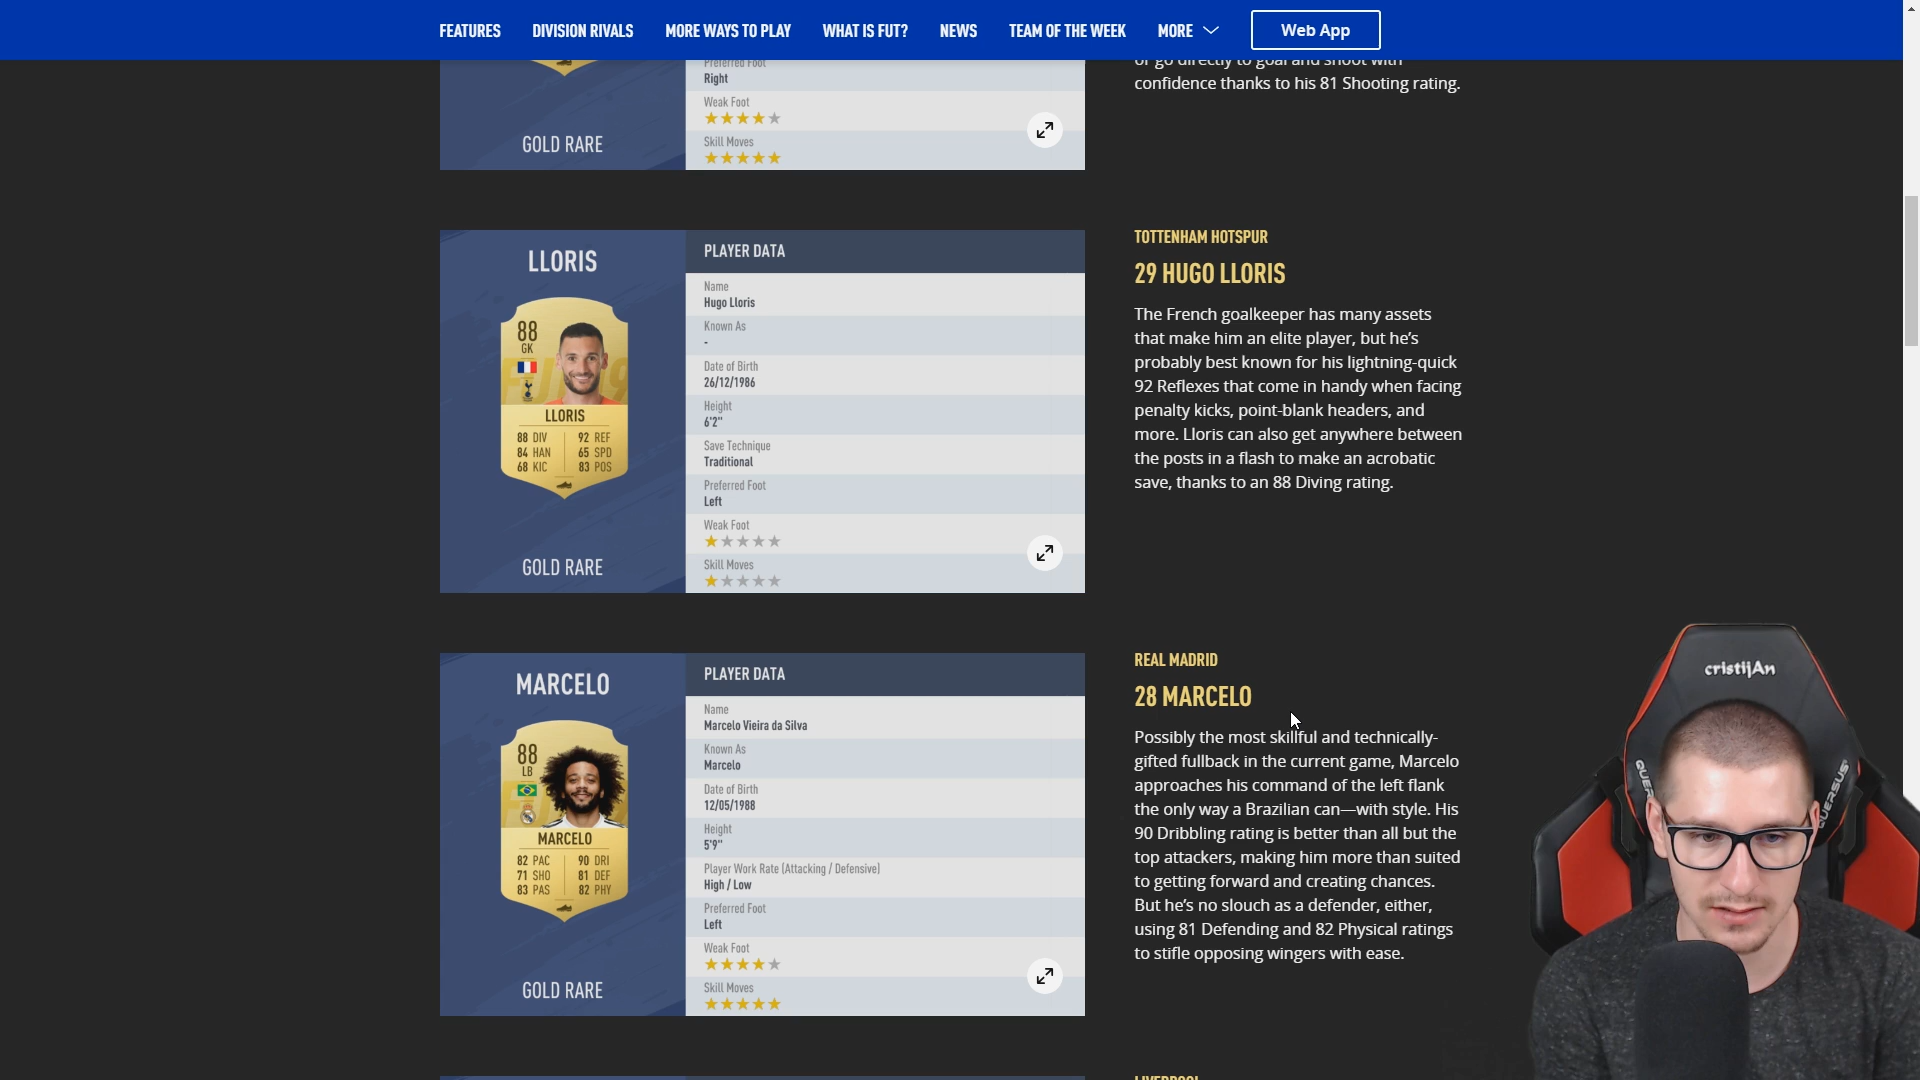 FEATURES DIVISION RIVALS MORE WAYS TO PLAY WHAT IS FUT? NEWS TEAM OF THE WEEK MORE Web App
Preferred Foot
Right
Weak Foot
Skill Moves
GOLD RARE
or go directly to goal and shoot with
confidence thanks to his 81 Shooting rating.
LLORIS
88
GK
LLORIS
88 DIV 92 REF
84 HAN 65 SPD
68 KIC 83 POS
GOLD RARE
PLAYER DATA
Name
Hugo Lloris
Known As
-
Date of Birth
26/12/1986
Height
6'2"
Save Technique
Traditional
Preferred Foot
Left
Weak Foot
Skill Moves
TOTTENHAM HOTSPUR
29 HUGO LLORIS
The French goalkeeper has many assets
that make him an elite player, but he's
probably best known for his lightning-quick
92 Reflexes that come in handy when facing
penalty kicks, point-blank headers, and
more. Lloris can also get anywhere between
the posts in a flash to make an acrobatic
save, thanks to an 88 Diving rating.
MARCELO
88
LB
MARCELO
82 PAC 90 DRI
71 SHO 81 DEF
83 PAS 82 PHY
GOLD RARE
PLAYER DATA
Name
Marcelo Vieira da Silva
Known As
Marcelo
Date of Birth
12/05/1988
Height
5'9"
Player Work Rate (Attacking / Defensive)
High / Low
Preferred Foot
Left
Weak Foot
Skill Moves
REAL MADRID
28 MARCELO
Possibly the most skillful and technically-
gifted fullback in the current game, Marcelo
approaches his command of the left flank
the only way a Brazilian can—with style. His
90 Dribbling rating is better than all but the
top attackers, making him more than suited
to getting forward and creating chances.
But he's no slouch as a defender, either,
using 81 Defending and 82 Physical ratings
to stifle opposing wingers with ease.
LIVERPOOL
cristijAn
QUERSUS